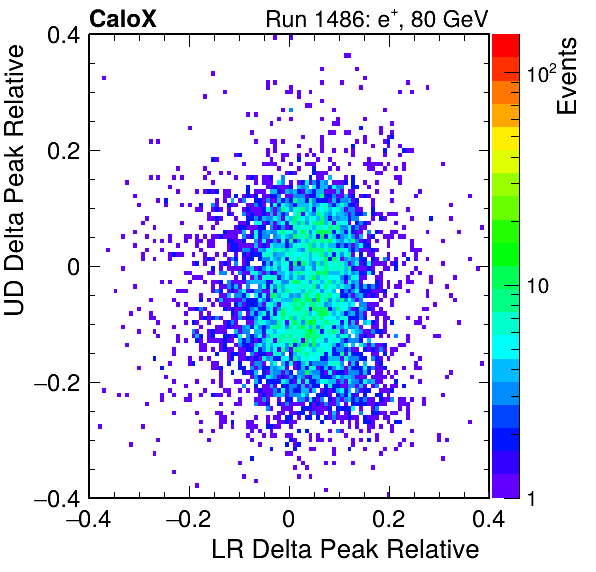 CaloX Run 1486: e⁺, 80 GeV
UD Delta Peak Relative
0.4
0.2
0
−0.2
−0.4
−0.4 −0.2 0 0.2 0.4
LR Delta Peak Relative
Events
10²
10
1